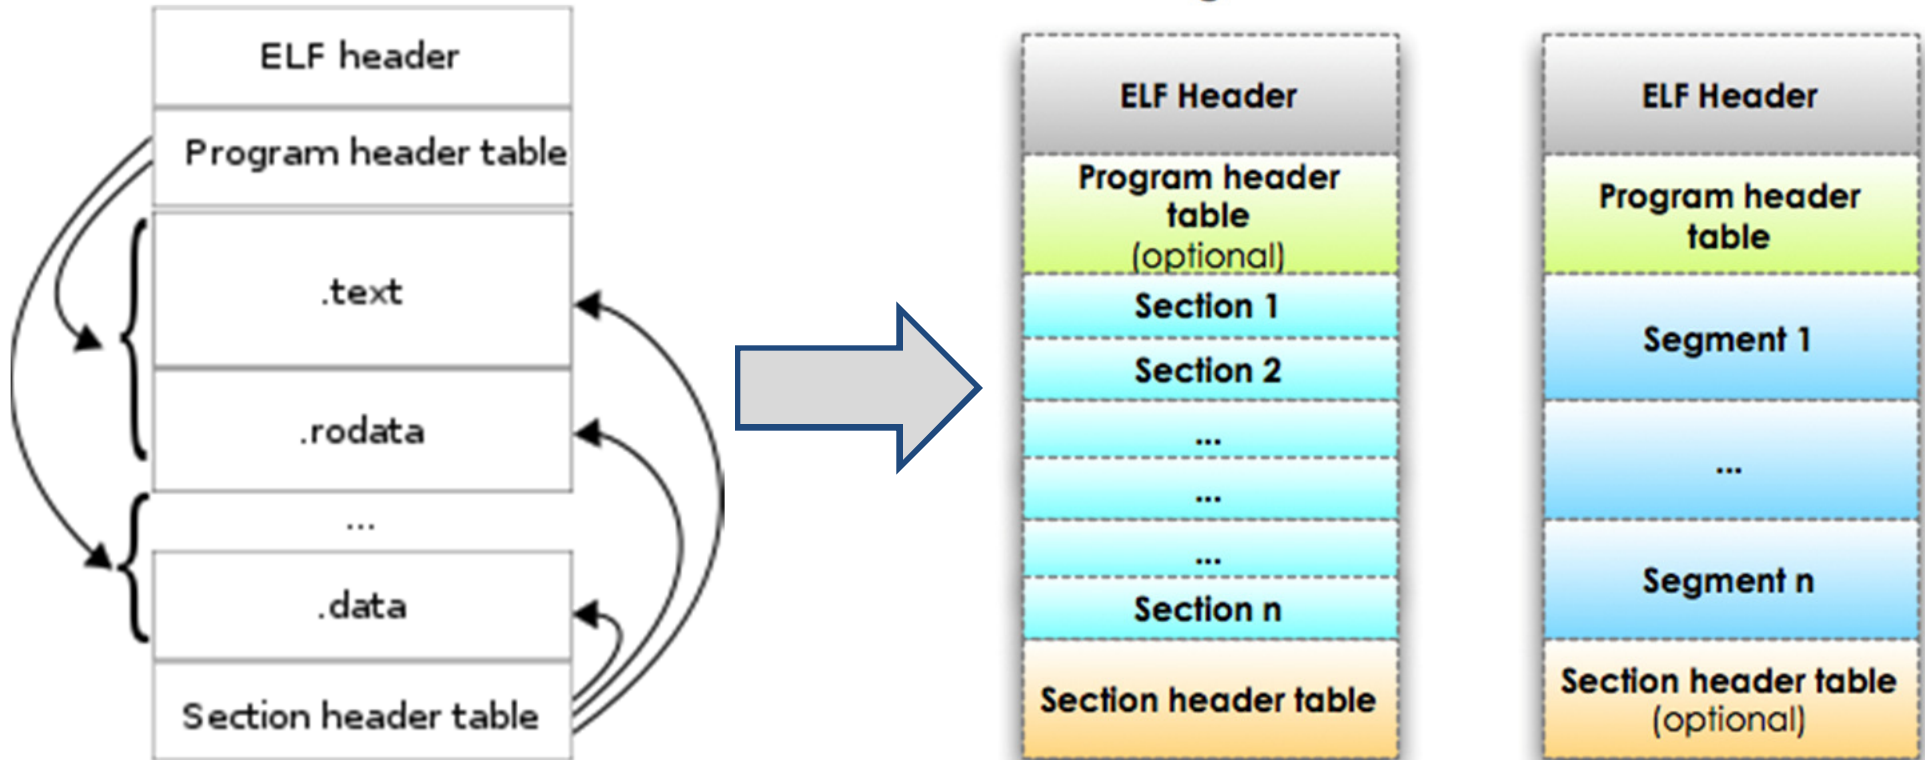 ELF header
Program header table
.text
.rodata
...
.data
Section header table
ELF Header
Program header
table
(optional)
Section 1
Section 2
...
...
...
Section n
Section header table
ELF Header
Program header
table
Segment 1
...
Segment n
Section header table
(optional)